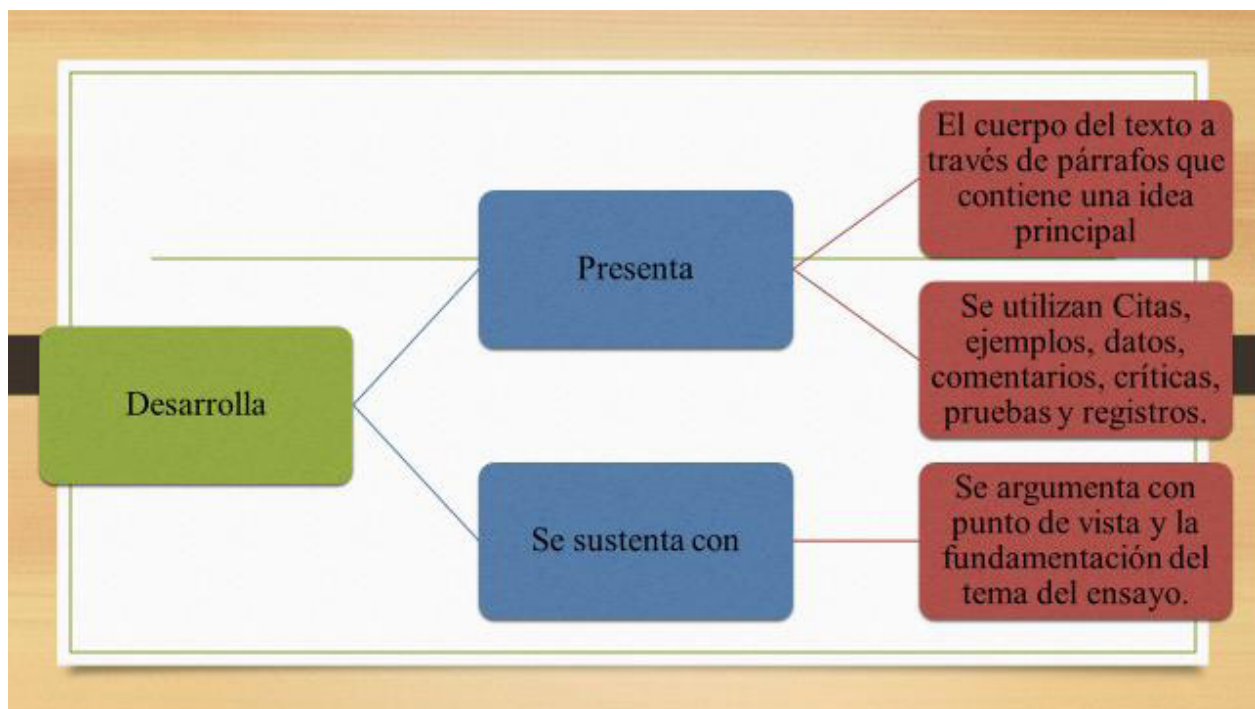 Desarrolla
Presenta
El cuerpo del texto a
través de párrafos que
contiene una idea
principal
Se utilizan Citas,
ejemplos, datos,
comentarios, críticas,
pruebas y registros.
Se sustenta con
Se argumenta con
punto de vista y la
fundamentación del
tema del ensayo.